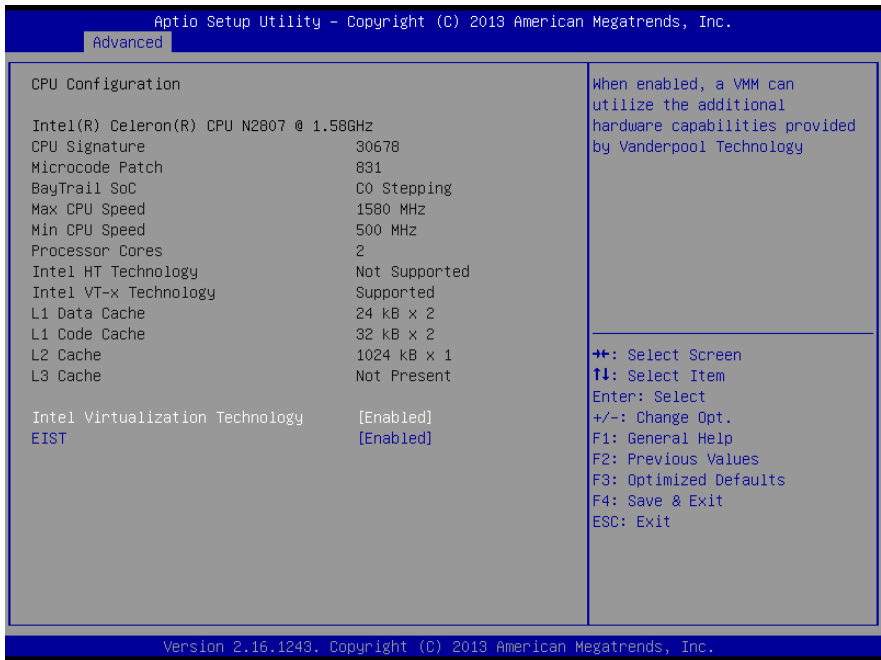 Aptio Setup Utility – Copyright (C) 2013 American Megatrends, Inc.
Advanced
CPU Configuration
Intel(R) Celeron(R) CPU N2807 @ 1.58GHz
CPU Signature 30678
Microcode Patch 831
BayTrail SoC C0 Stepping
Max CPU Speed 1580 MHz
Min CPU Speed 500 MHz
Processor Cores 2
Intel HT Technology Not Supported
Intel VT-x Technology Supported
L1 Data Cache 24 kB x 2
L1 Code Cache 32 kB x 2
L2 Cache 1024 kB x 1
L3 Cache Not Present
Intel Virtualization Technology [Enabled]
EIST [Enabled]
When enabled, a VMM can
utilize the additional
hardware capabilities provided
by Vanderpool Technology
→←: Select Screen
↑↓: Select Item
Enter: Select
+/-: Change Opt.
F1: General Help
F2: Previous Values
F3: Optimized Defaults
F4: Save & Exit
ESC: Exit
Version 2.16.1243. Copyright (C) 2013 American Megatrends, Inc.